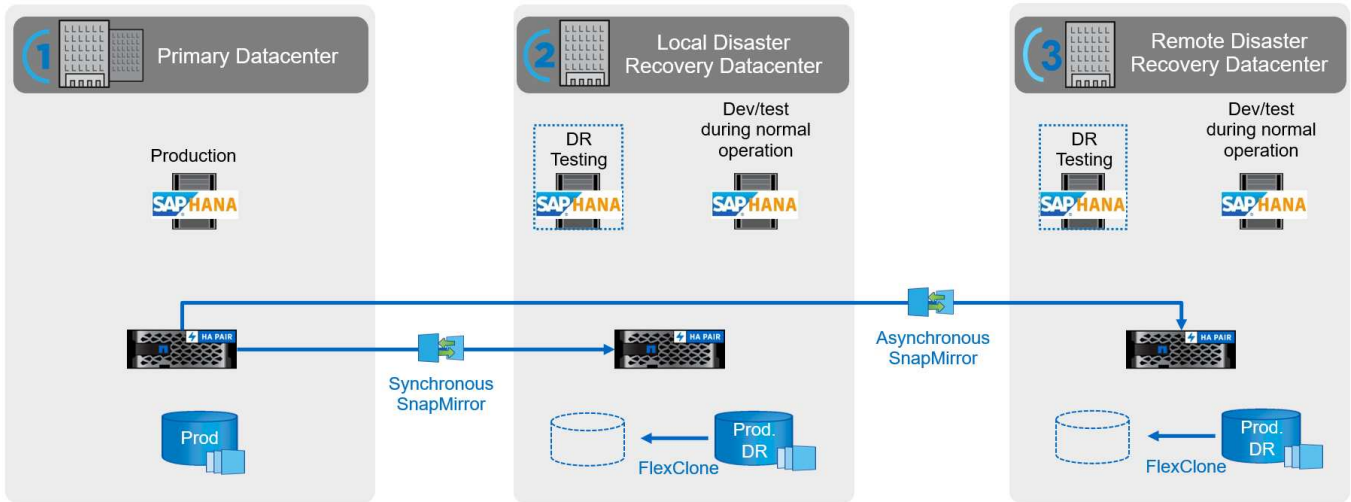 1
Primary Datacenter
Production
SAP HANA
HA PAIR
Prod
Synchronous
SnapMirror
2
Local Disaster
Recovery Datacenter
DR
Testing
SAP HANA
Dev/test
during normal
operation
SAP HANA
HA PAIR
FlexClone
Prod.
DR
Asynchronous
SnapMirror
3
Remote Disaster
Recovery Datacenter
DR
Testing
SAP HANA
Dev/test
during normal
operation
SAP HANA
HA PAIR
FlexClone
Prod.
DR